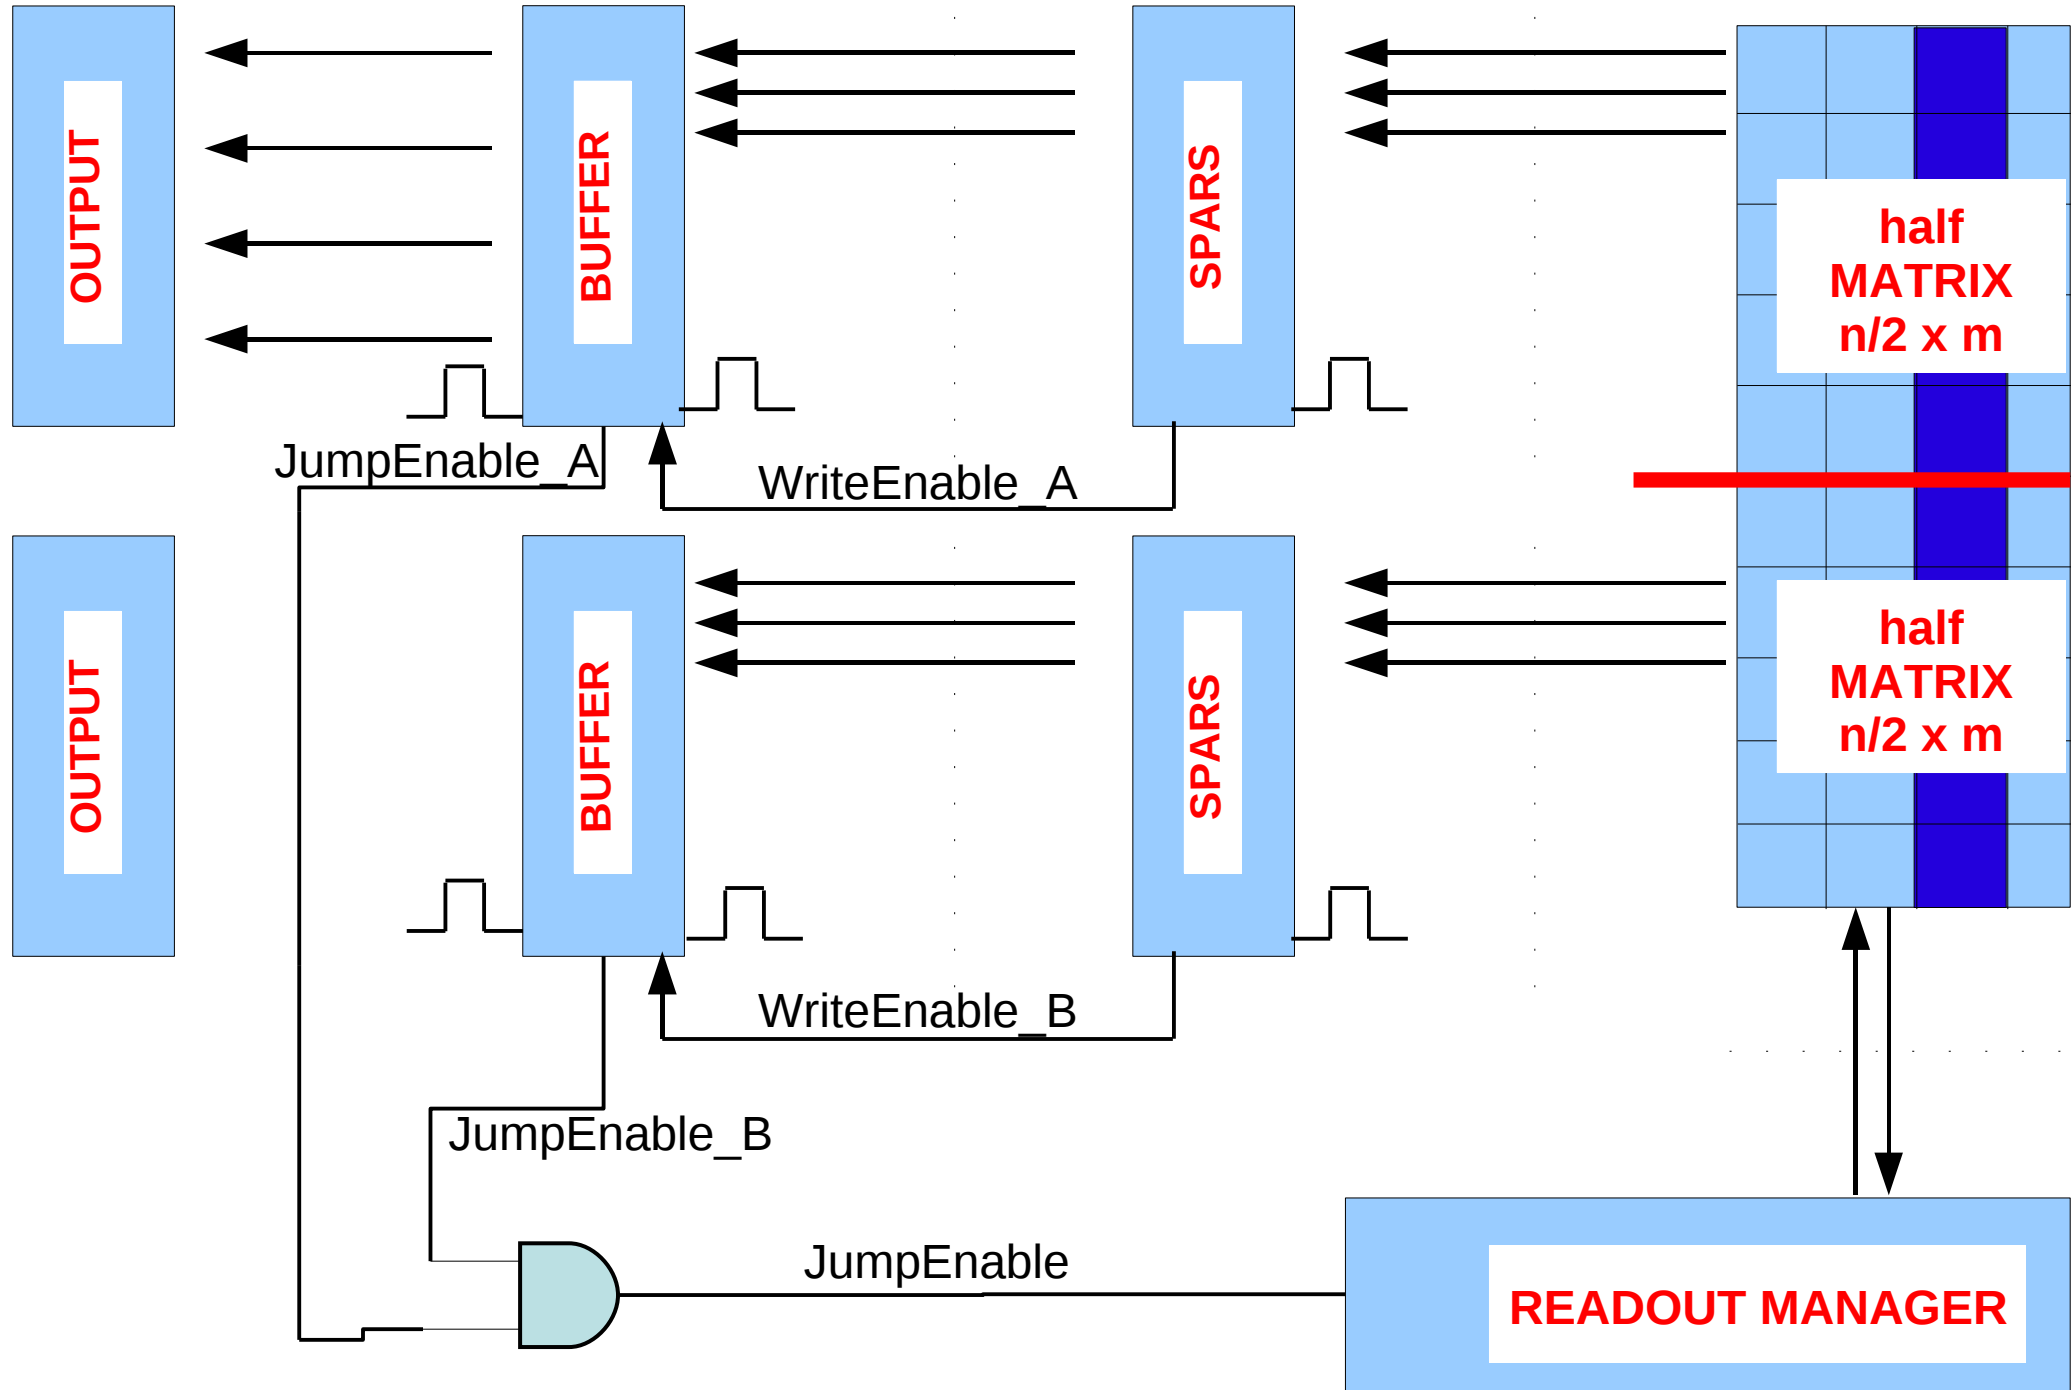 OUTPUT
BUFFER
SPARS
half
MATRIX
n/2 x m
JumpEnable_A
WriteEnable_A
OUTPUT
BUFFER
SPARS
half
MATRIX
n/2 x m
WriteEnable_B
JumpEnable_B
JumpEnable
READOUT MANAGER